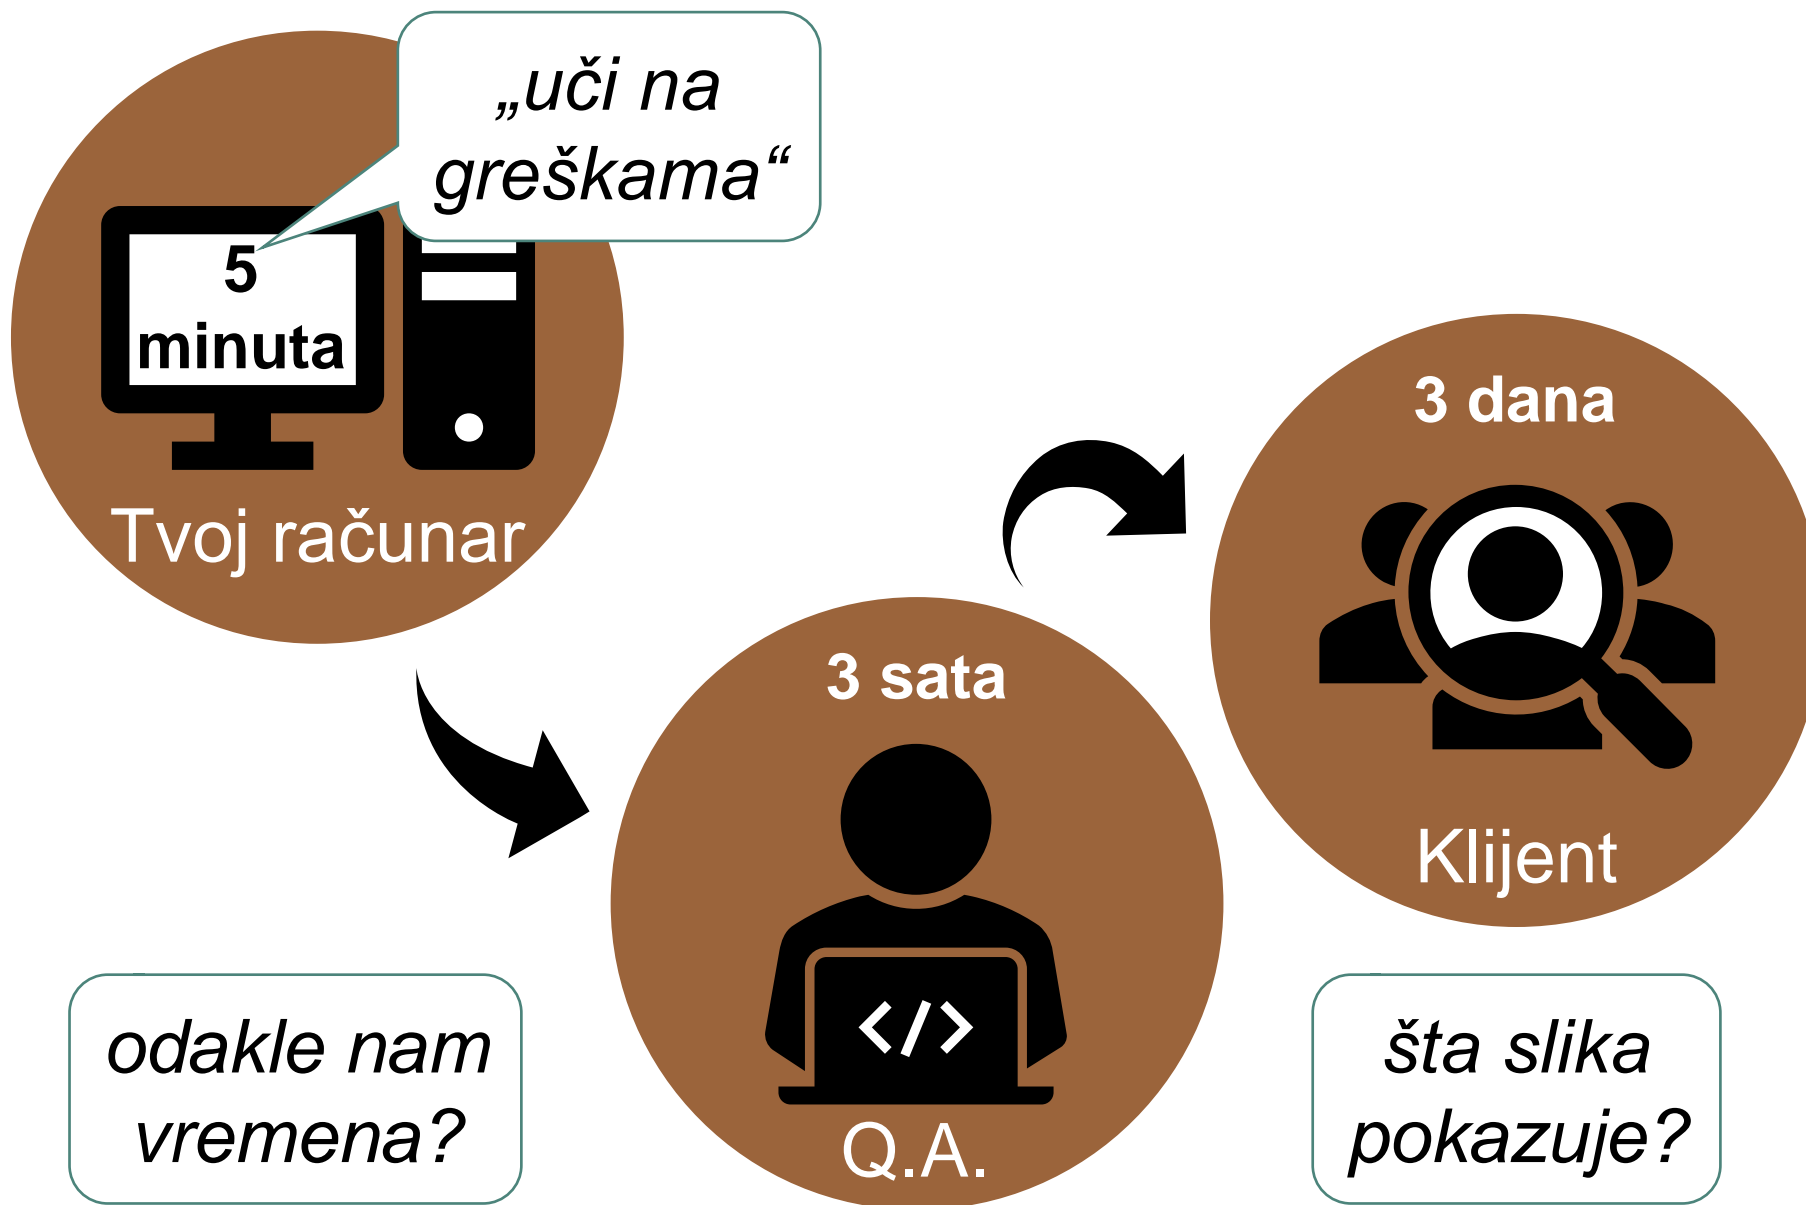 „uči na
greškama“
5
minuta
Tvoj računar
3 sata
</>
Q.A.
3 dana
Klijent
odakle nam
vremena?
šta slika
pokazuje?